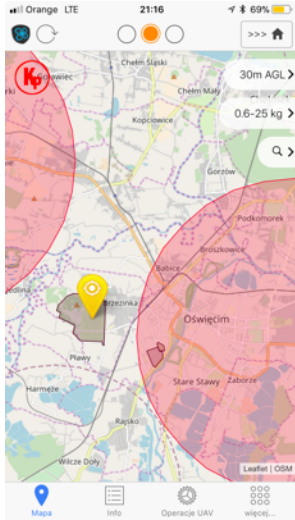 Orange LTE 21:16 69%
>>>
Chełm Śląski
Kp
30m AGL >
Chełm Mały
Kopciowice
0.6-25 kg >
Gorzów
Podkomorek
Broszkowice
Babice
Brzezinka
Oświęcim
Pławy
Stare Stawy
Zaborze
Harmęże
Rajsko
Wilcze Doły
Leaflet | OSM
Mapa Info Operacje UAV więcej...